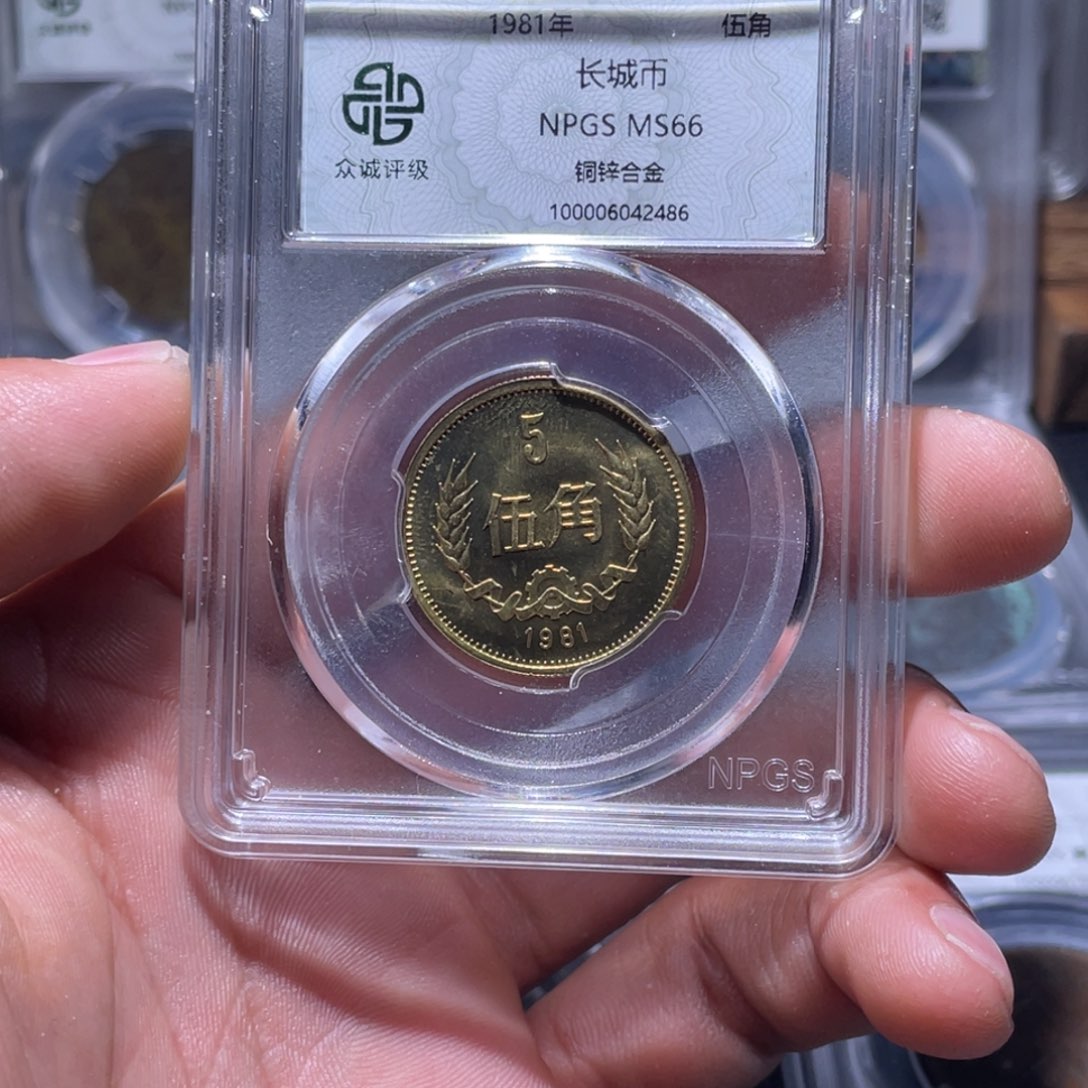 1981年 伍角
长城币
NPGS MS66
众诚评级
铜锌合金
100006042486
5
伍角
1981
NPGS